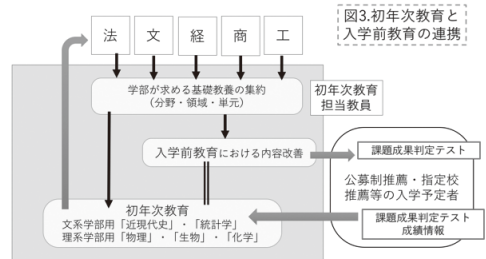 図3.初年次教育と
入学前教育の連携
法
文
経
商
工
学部が求める基礎教養の集約
(分野・領域・単元)
初年次教育
担当教員
入学前教育における内容改善
課題成果判定テスト
公募制推薦・指定校
推薦等の入学予定者
課題成果判定テスト
成績情報
初年次教育
文系学部用「近現代史」・「統計学」
理系学部用「物理」・「生物」・「化学」